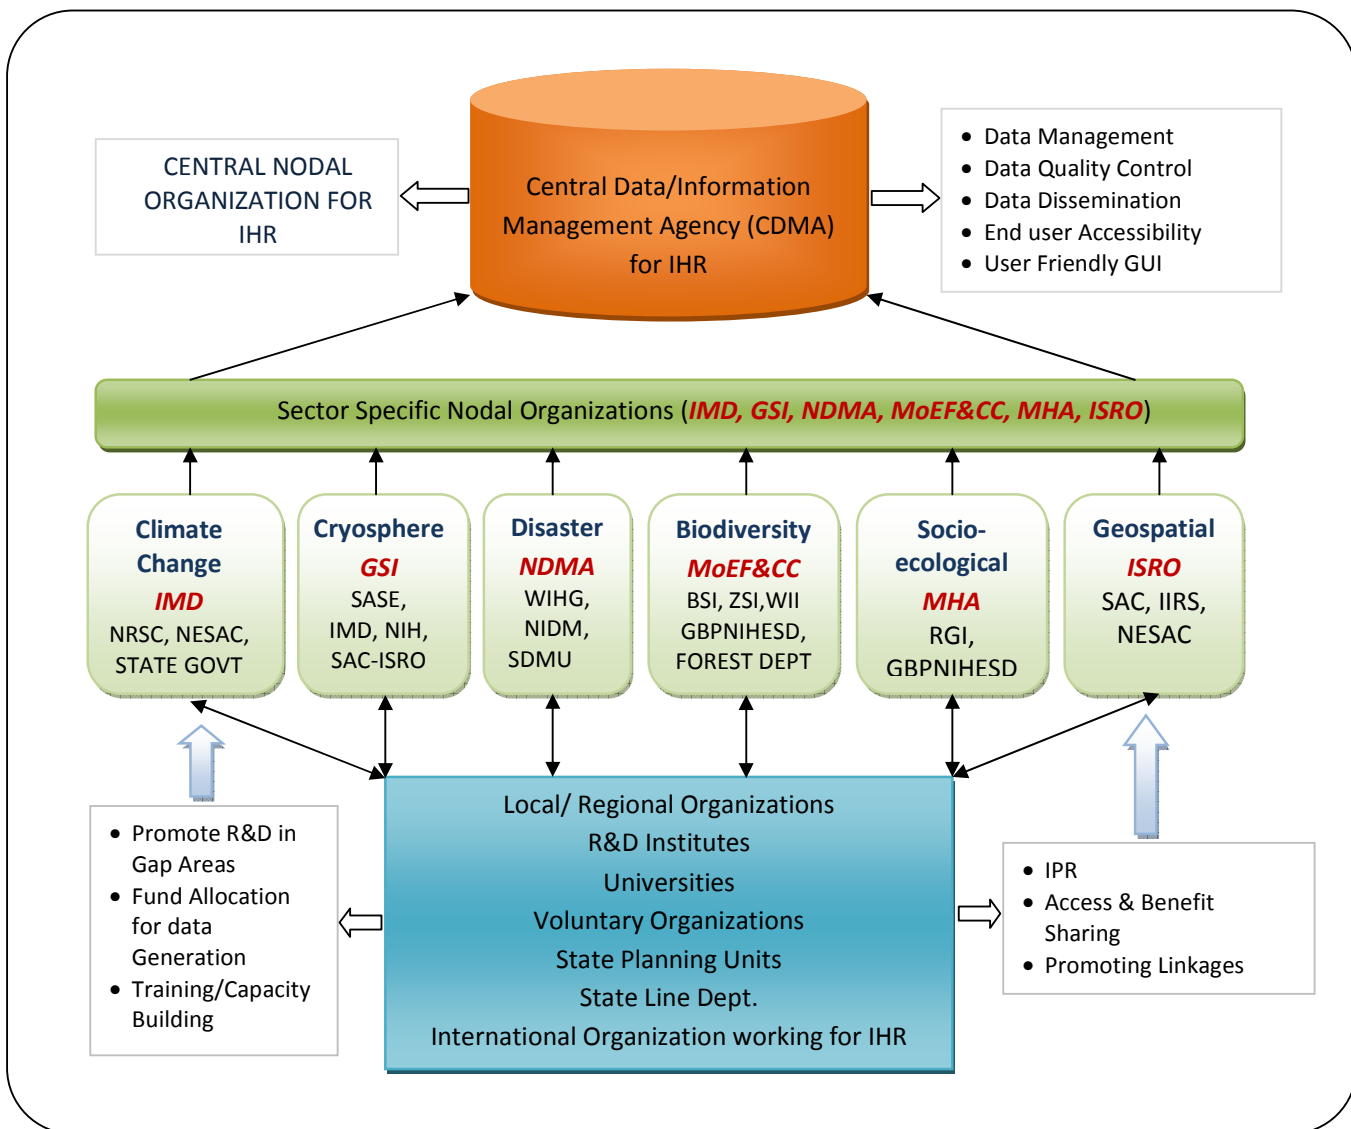 CENTRAL NODAL
ORGANIZATION FOR
IHR
Central Data/Information
Management Agency (CDMA)
for IHR
• Data Management
• Data Quality Control
• Data Dissemination
• End user Accessibility
• User Friendly GUI
Sector Specific Nodal Organizations (IMD, GSI, NDMA, MoEF&CC, MHA, ISRO)
Climate
Change
IMD
NRSC, NESAC,
STATE GOVT
Cryosphere
GSI
SASE,
IMD, NIH,
SAC-ISRO
Disaster
NDMA
WIHG,
NIDM,
SDMU
Biodiversity
MoEF&CC
BSI, ZSI,WII
GBPNIHESD,
FOREST DEPT
Socio-
ecological
MHA
RGI,
GBPNIHESD
Geospatial
ISRO
SAC, IIRS,
NESAC
• Promote R&D in
Gap Areas
• Fund Allocation
for data
Generation
• Training/Capacity
Building
Local/ Regional Organizations
R&D Institutes
Universities
Voluntary Organizations
State Planning Units
State Line Dept.
International Organization working for IHR
• IPR
• Access & Benefit
Sharing
• Promoting Linkages